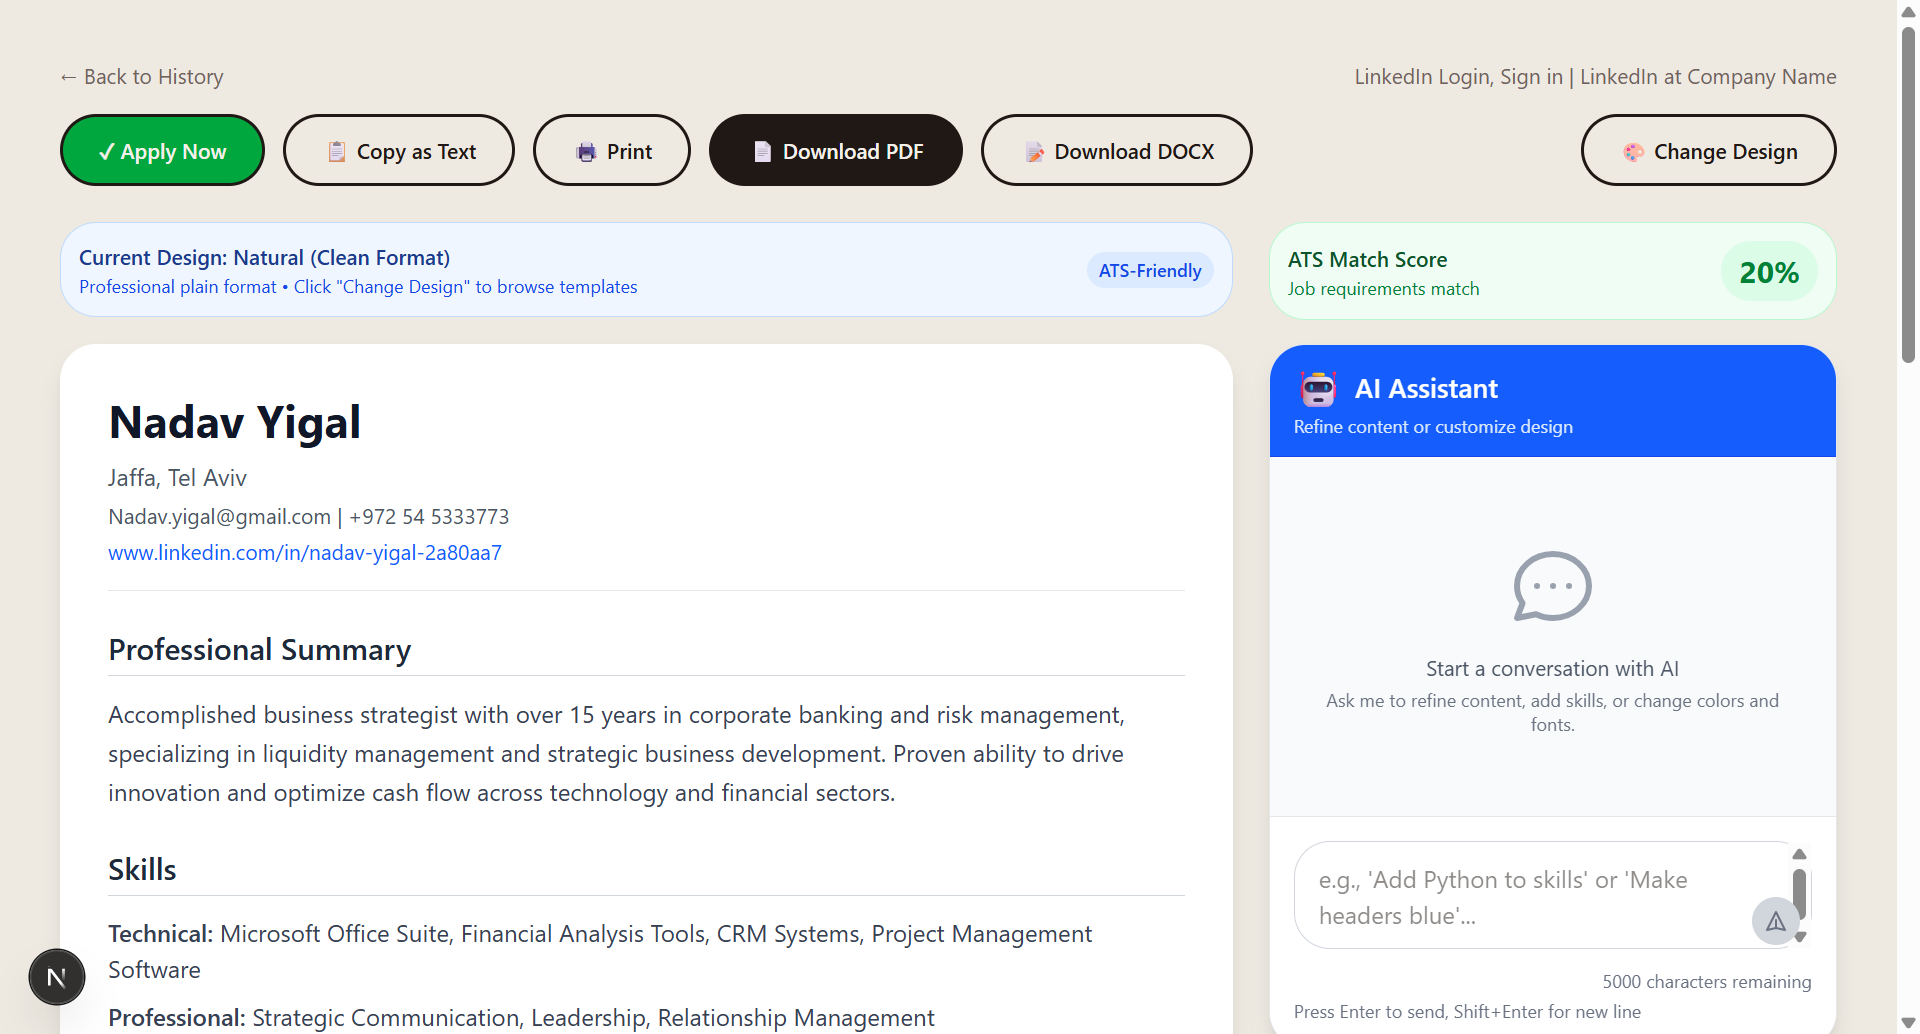 ← Back to History
LinkedIn Login, Sign in | LinkedIn at Company Name
✓ Apply Now
Copy as Text
Print
Download PDF
Download DOCX
Change Design
Current Design: Natural (Clean Format)
Professional plain format • Click "Change Design" to browse templates
ATS-Friendly
ATS Match Score
Job requirements match
20%
Nadav Yigal
Jaffa, Tel Aviv
Nadav.yigal@gmail.com | +972 54 5333773
www.linkedin.com/in/nadav-yigal-2a80aa7
Professional Summary
Accomplished business strategist with over 15 years in corporate banking and risk management,
specializing in liquidity management and strategic business development. Proven ability to drive
innovation and optimize cash flow across technology and financial sectors.
Skills
Technical: Microsoft Office Suite, Financial Analysis Tools, CRM Systems, Project Management
Software
Professional: Strategic Communication, Leadership, Relationship Management
AI Assistant
Refine content or customize design
Start a conversation with AI
Ask me to refine content, add skills, or change colors and
fonts.
e.g., 'Add Python to skills' or 'Make
headers blue'...
5000 characters remaining
Press Enter to send, Shift+Enter for new line
N